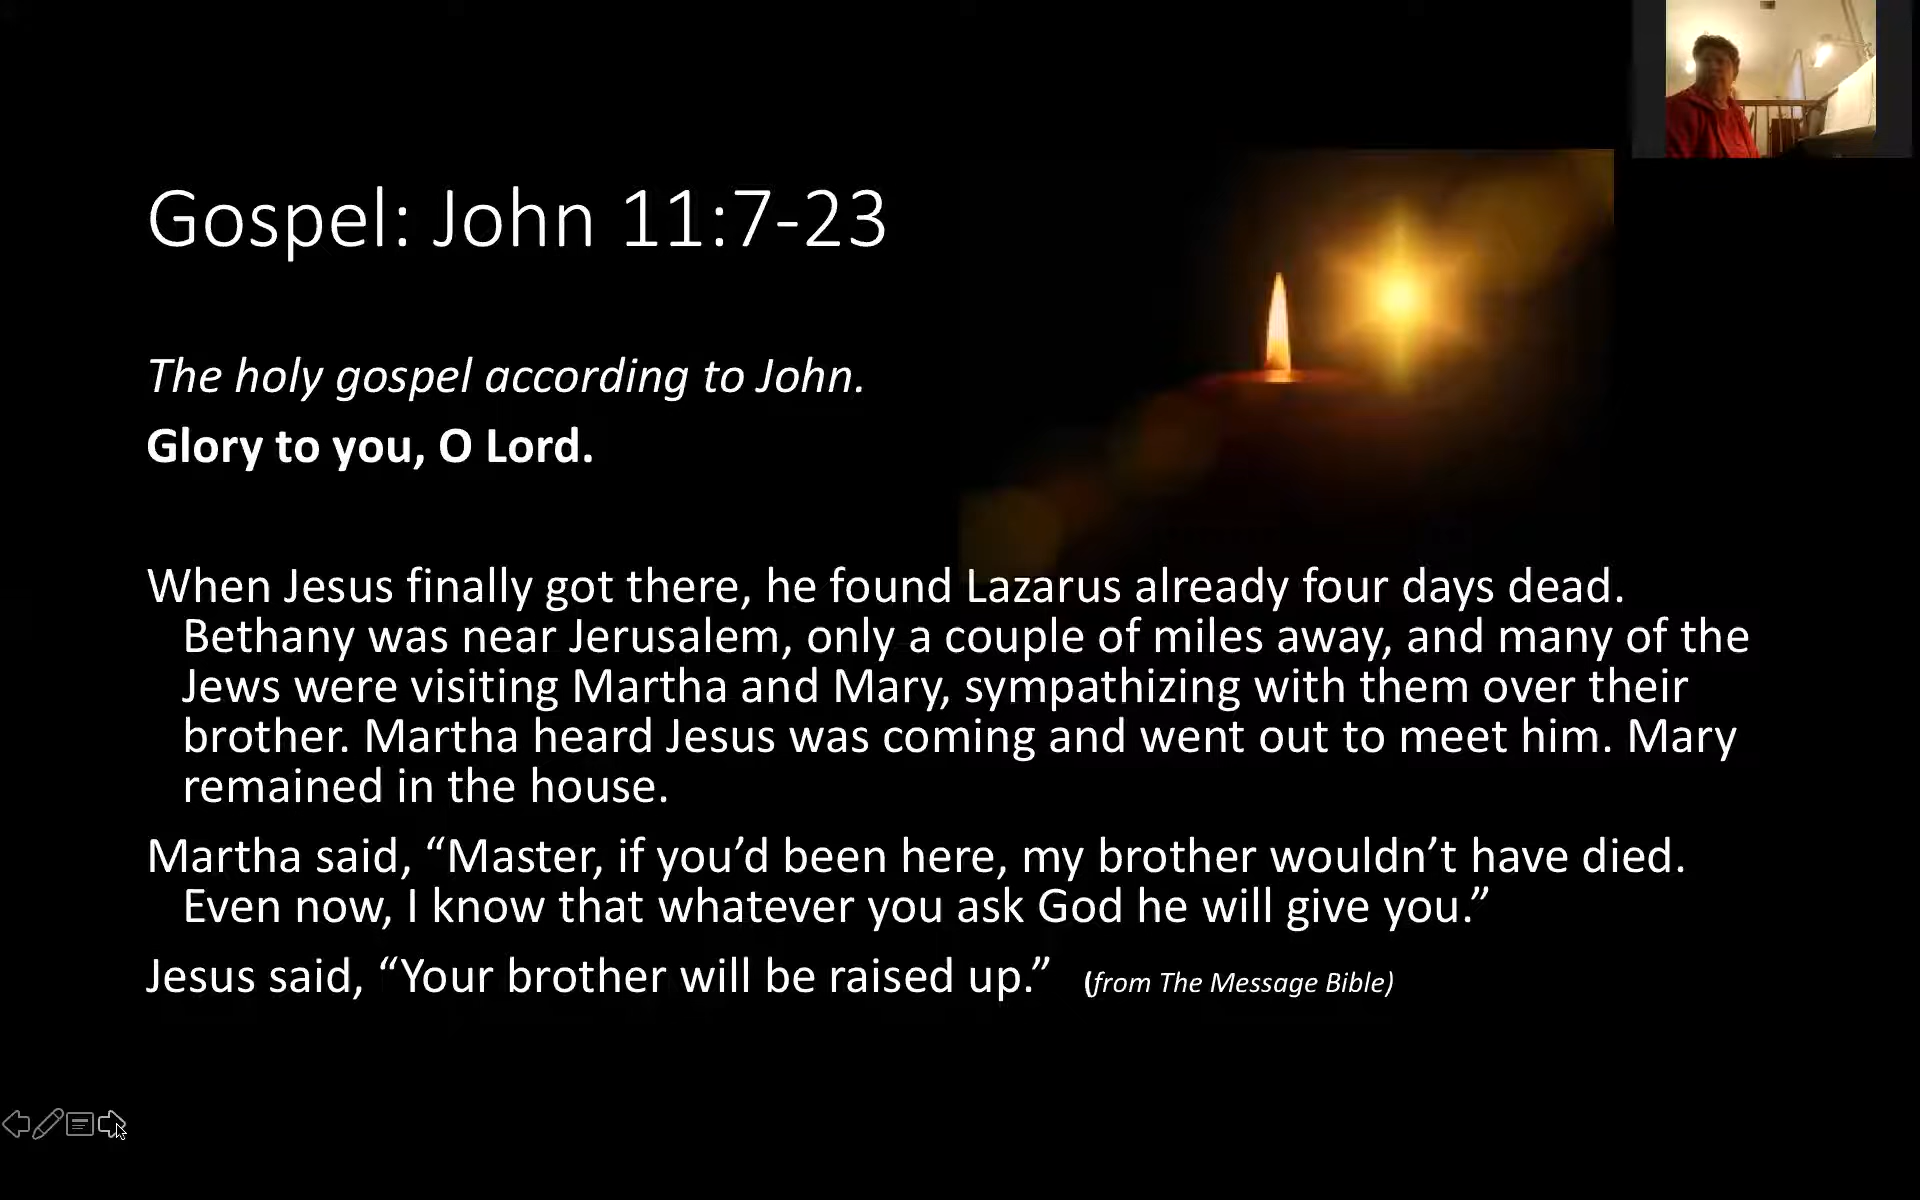 Gospel: John 11:7-23
The holy gospel according to John.
Glory to you, O Lord.
When Jesus finally got there, he found Lazarus already four days dead.
Bethany was near Jerusalem, only a couple of miles away, and many of the
Jews were visiting Martha and Mary, sympathizing with them over their
brother. Martha heard Jesus was coming and went out to meet him. Mary
remained in the house.
Martha said, “Master, if you’d been here, my brother wouldn’t have died.
Even now, I know that whatever you ask God he will give you.”
Jesus said, “Your brother will be raised up.” (from The Message Bible)